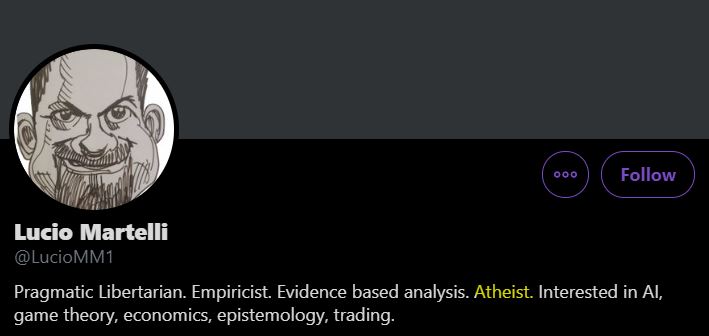 Follow
Lucio Martelli
@LucioMM1
Pragmatic Libertarian. Empiricist. Evidence based analysis. Atheist. Interested in AI,
game theory, economics, epistemology, trading.